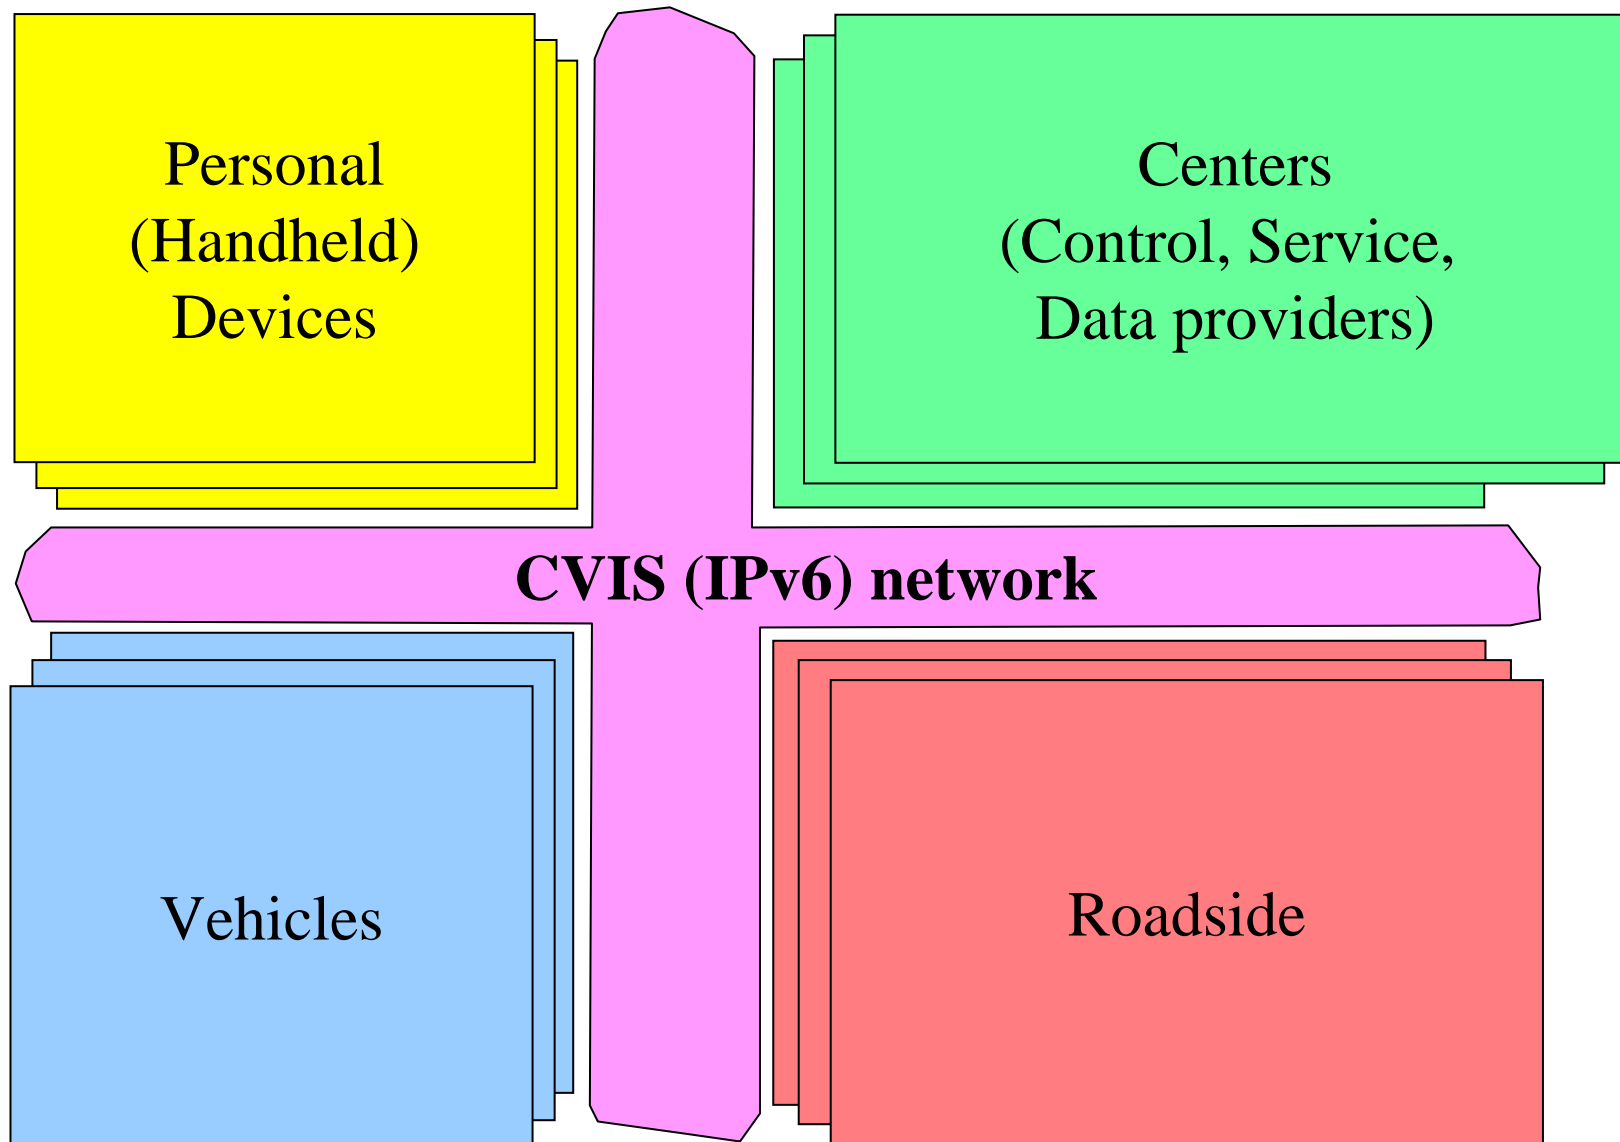 Personal
(Handheld)
Devices
Centers
(Control, Service,
Data providers)
CVIS (IPv6) network
Vehicles
Roadside